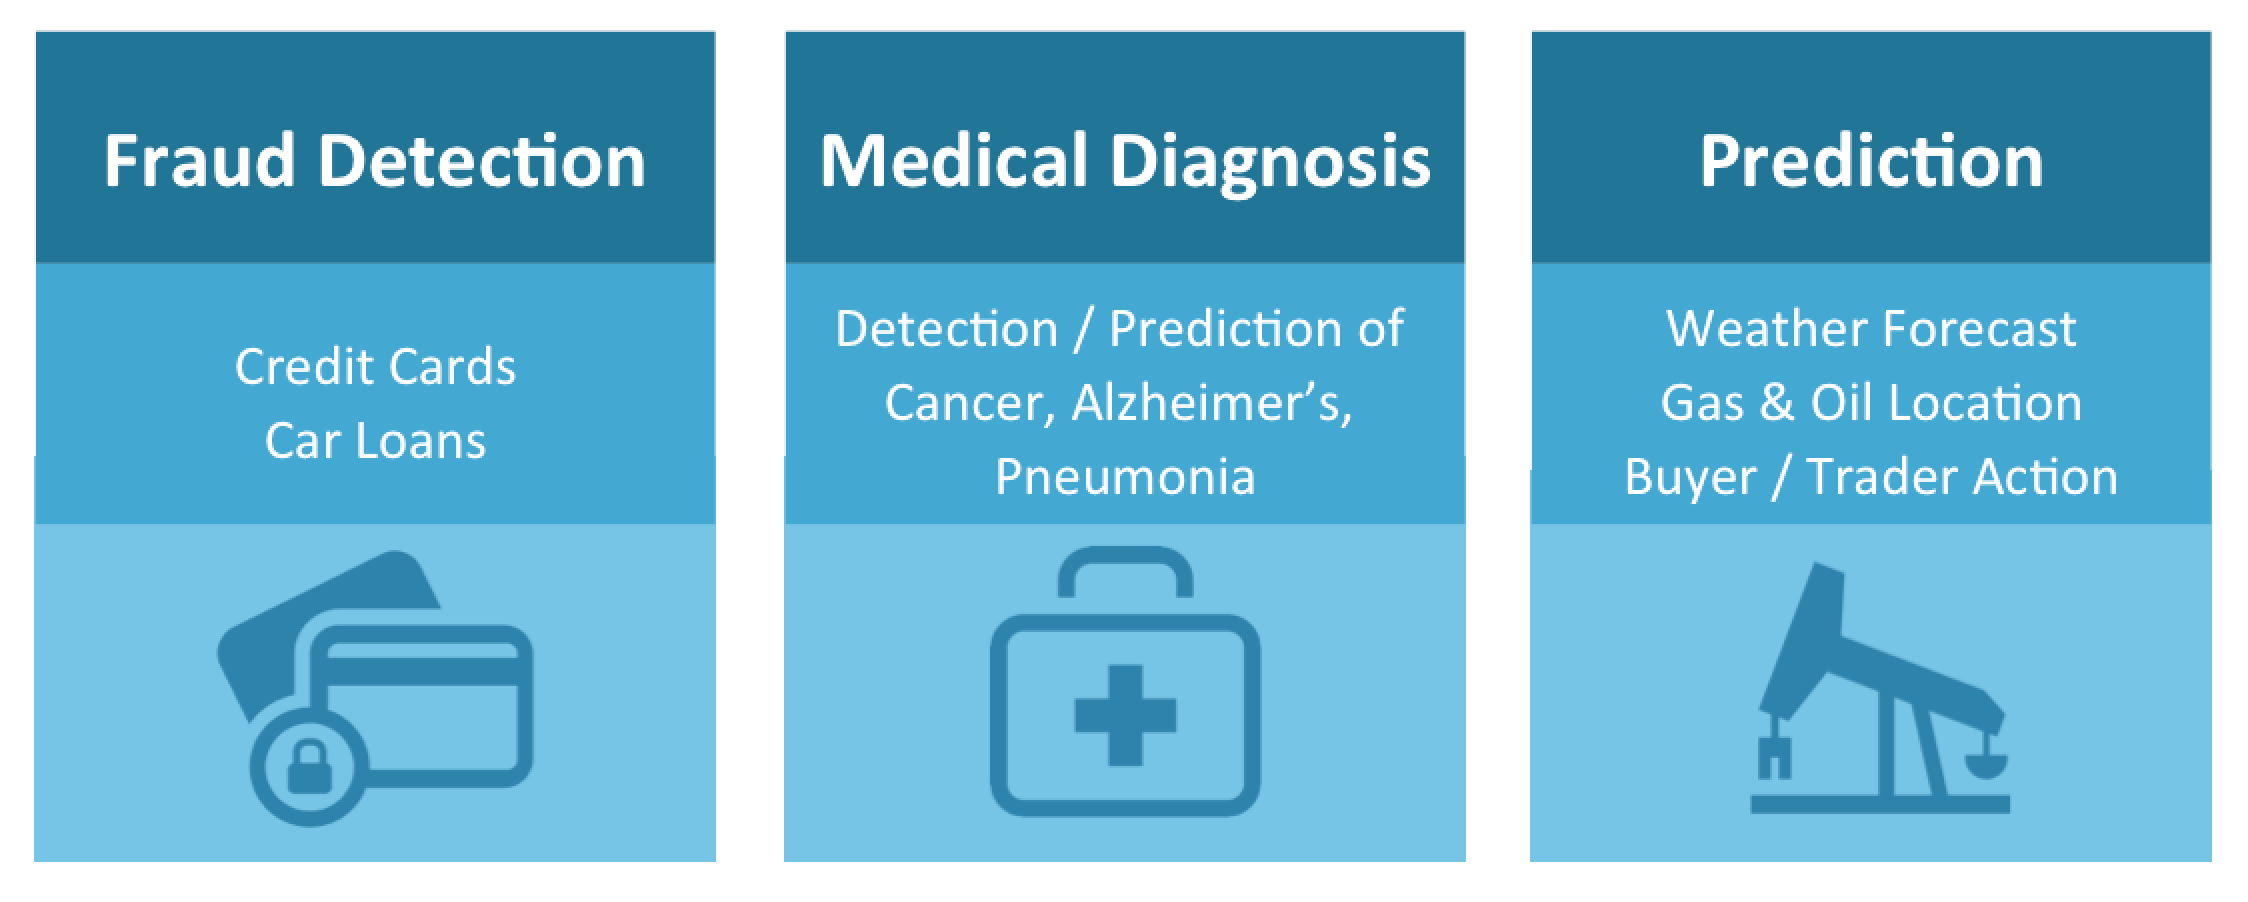 Fraud Detection
Credit Cards
Car Loans
Medical Diagnosis
Detection / Prediction of
Cancer, Alzheimer’s,
Pneumonia
Prediction
Weather Forecast
Gas & Oil Location
Buyer / Trader Action